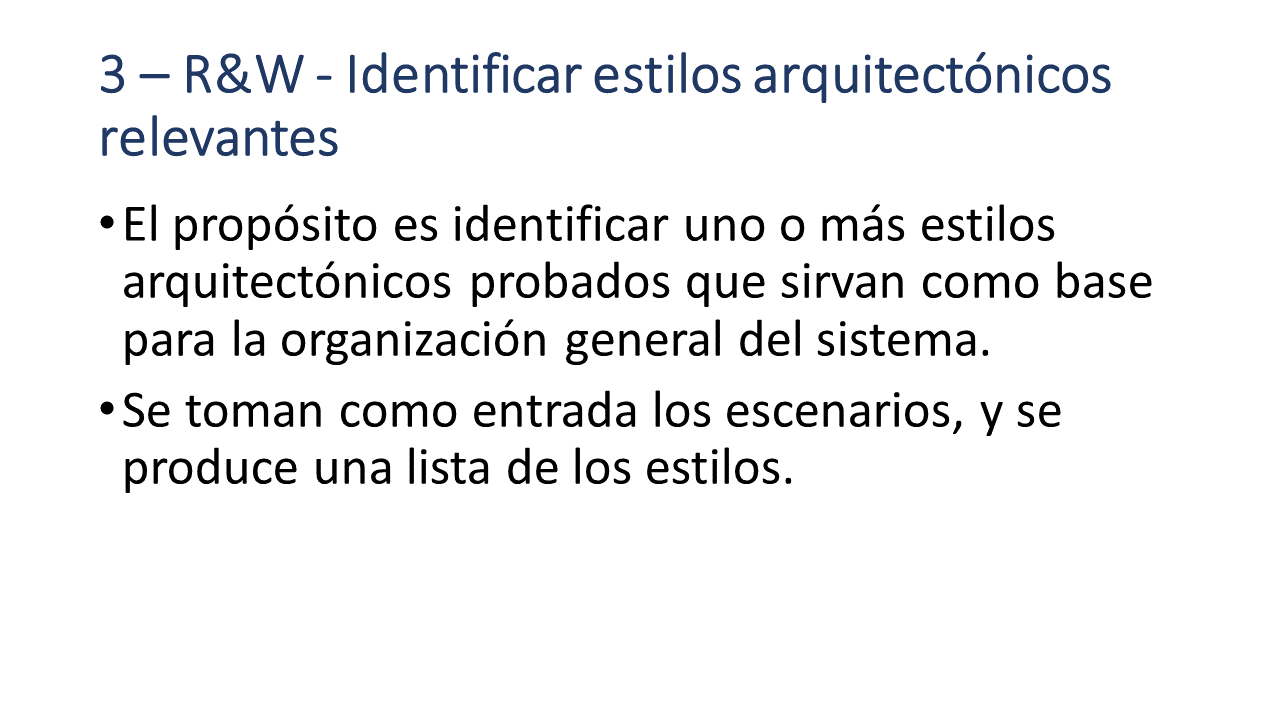 3 – R&W - Identificar estilos arquitectónicos
relevantes
•El propósito es identificar uno o más estilos
arquitectónicos probados que sirvan como base
para la organización general del sistema.
•Se toman como entrada los escenarios, y se
produce una lista de los estilos.